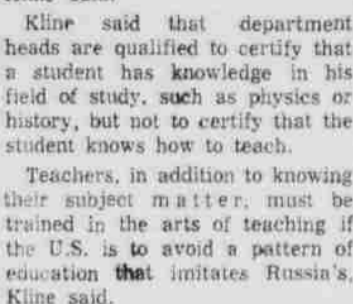 Kline said that department
heads are qualified to certify that
a student has knowledge in his
field of study, such as physics or
history, but not to certify that the
student knows how to teach.
Teachers, in addition to knowing
their subject matter, must be
trained in the arts of teaching if
the U.S. is to avoid a pattern of
education that imitates Russia's,
Kline said.